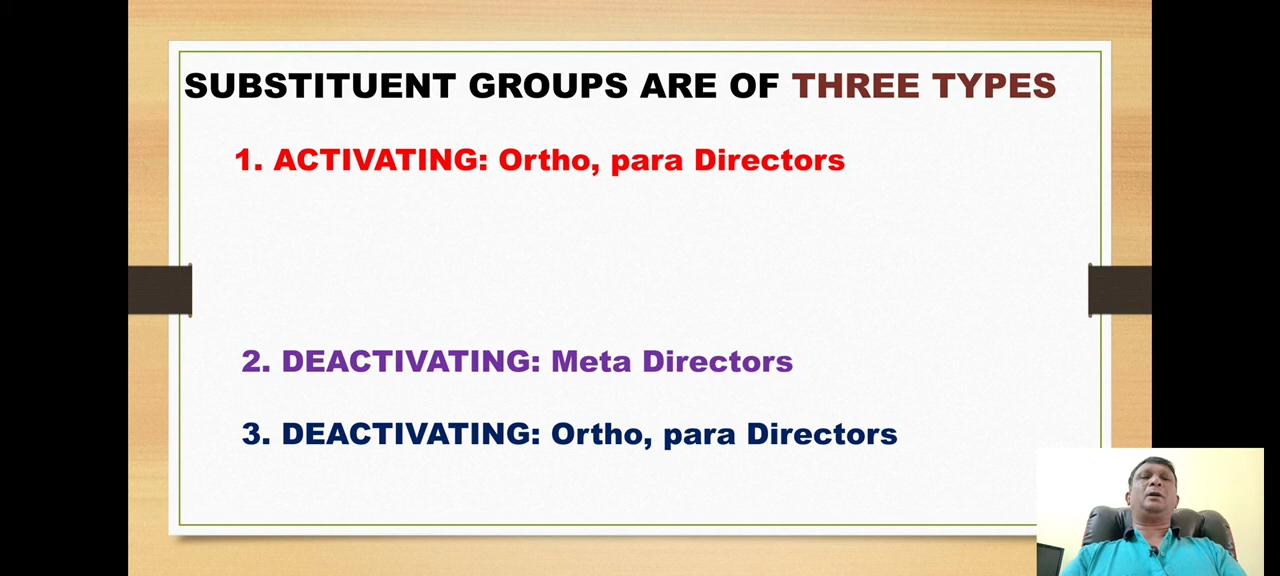 SUBSTITUENT GROUPS ARE OF THREE TYPES
1. ACTIVATING: Ortho, para Directors
2. DEACTIVATING: Meta Directors
3. DEACTIVATING: Ortho, para Directors